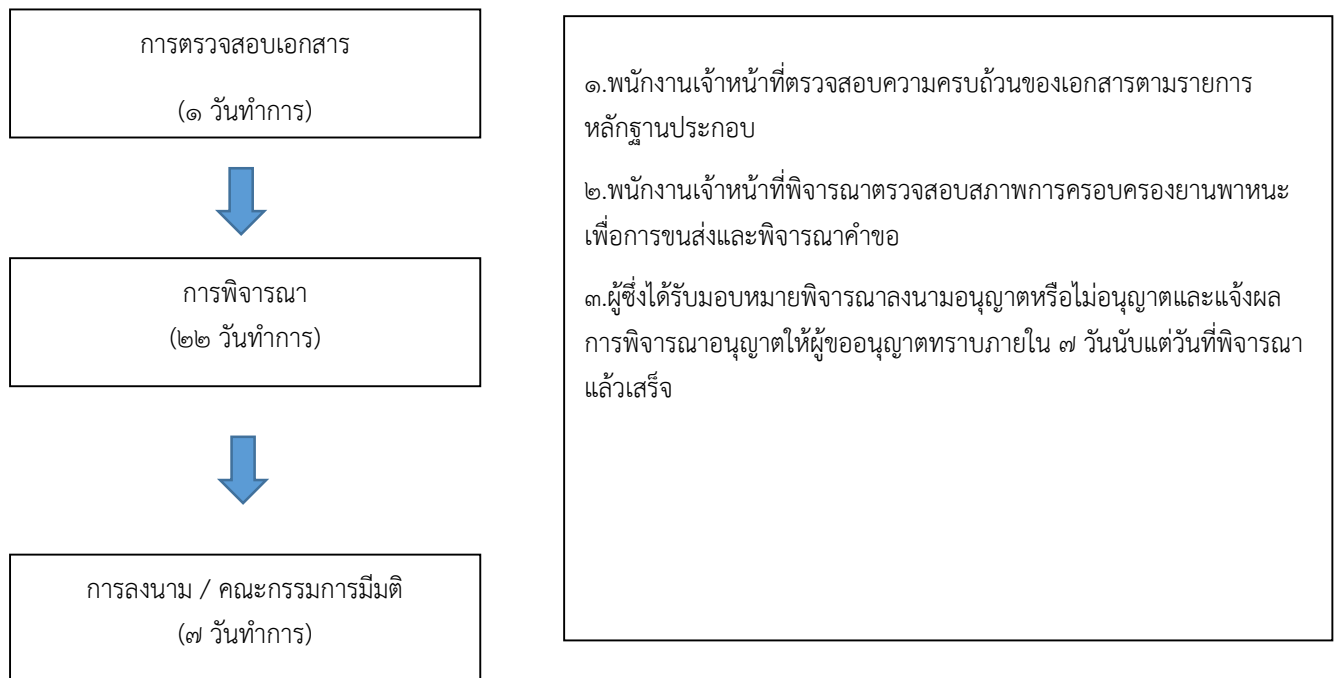 การตรวจสอบเอกสาร
(๑ วันทำการ)
การพิจารณา
(๒๒ วันทำการ)
การลงนาม / คณะกรรมการมีมติ
(๗ วันทำการ)
๑.พนักงานเจ้าหน้าที่ตรวจสอบความครบถ้วนของเอกสารตามรายการ
หลักฐานประกอบ
๒.พนักงานเจ้าหน้าที่พิจารณาตรวจสอบสภาพการครอบครองยานพาหนะ
เพื่อการขนส่งและพิจารณาคำขอ
๓.ผู้ซึ่งได้รับมอบหมายพิจารณาลงนามอนุญาตหรือไม่อนุญาตและแจ้งผล
การพิจารณาอนุญาตให้ผู้ขออนุญาตทราบภายใน ๗ วันนับแต่วันที่พิจารณา
แล้วเสร็จ